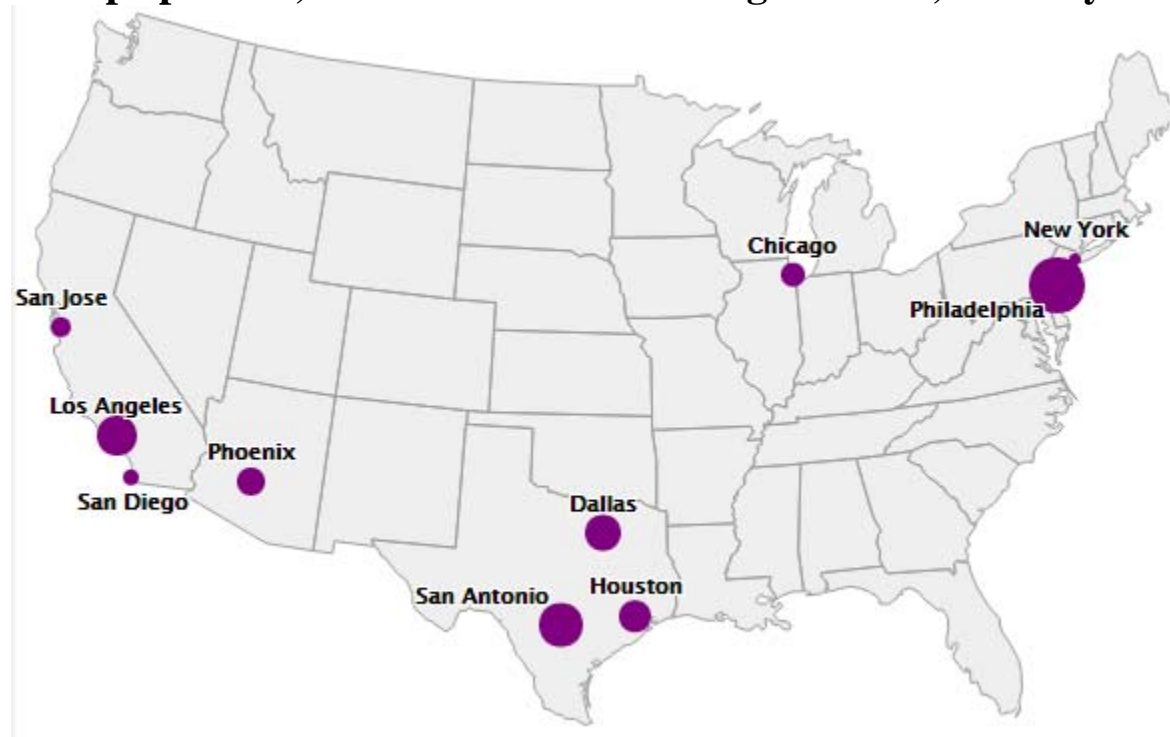 New York
Chicago
San Jose
Philadelphia
Los Angeles
Phoenix
San Diego
Dallas
Houston
San Antonio